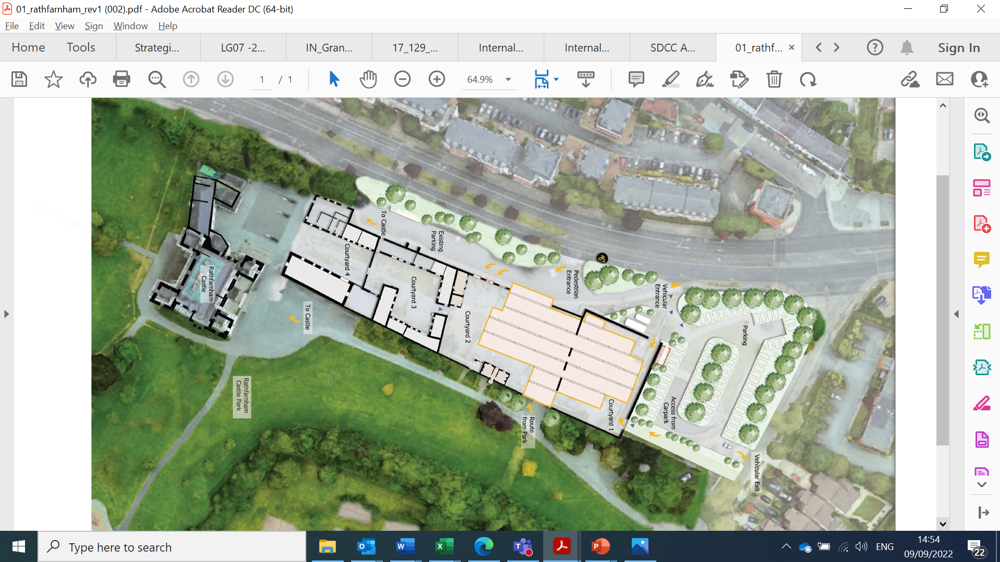 01_rathfarnham_rev1 (002).pdf - Adobe Acrobat Reader DC (64-bit)
File Edit View Sign Window Help
Home Tools Strategi... LG07 -2... IN_Gran... 17_129_... Internal... Internal... SDCC A... 01_rathf... × Sign In
1 / 1 64.9%
To Castle
Existing
Parking
Pedestrian
Entrance
Vehicular
Entrance
Parking
Courtyard 4
Courtyard 3
Courtyard 2
Courtyard 1
Rathfarnham
Castle
To Castle
Rathfarnham
Castle Park
Route
from Park
Access from
Carpark
Vehicular Exit
Type here to search
ENG
14:54
09/09/2022
22